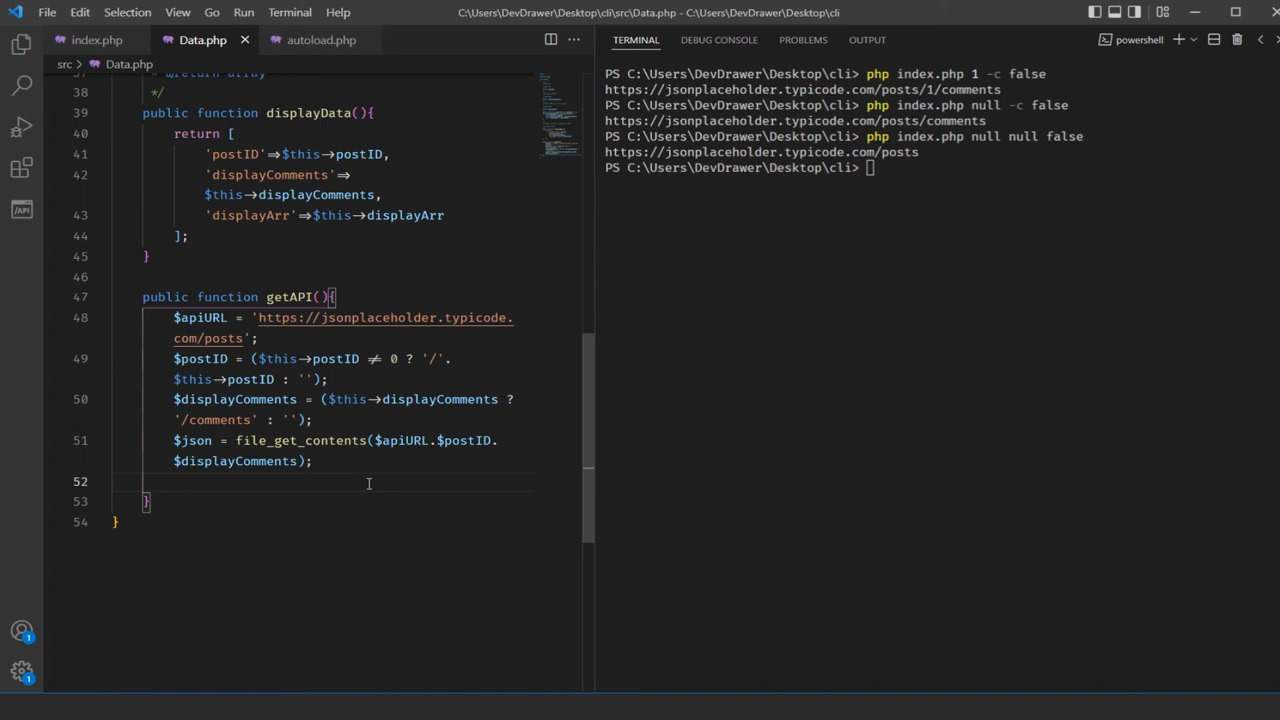 File Edit Selection View Go Run Terminal Help
C:\Users\DevDrawer\Desktop\cli\src\Data.php - C:\Users\DevDrawer\Desktop\cli
index.php Data.php autoload.php
src > Data.php
37 * @return array
38 */
39 public function displayData(){
40 return [
41 'postID'=>$this->postID,
42 'displayComments'=>
$this->displayComments,
43 'displayArr'=>$this->displayArr
44 ];
45 }
46
47 public function getAPI(){
48 $apiURL = 'https://jsonplaceholder.typicode.
com/posts';
49 $postID = ($this->postID != 0 ? '/'.
$this->postID : '');
50 $displayComments = ($this->displayComments ?
'/comments' : '');
51 $json = file_get_contents($apiURL.$postID.
$displayComments);
52
53 }
54 }
/API
1
1
TERMINAL DEBUG CONSOLE PROBLEMS OUTPUT
powershell
PS C:\Users\DevDrawer\Desktop\cli> php index.php 1 -c false
https://jsonplaceholder.typicode.com/posts/1/comments
PS C:\Users\DevDrawer\Desktop\cli> php index.php null -c false
https://jsonplaceholder.typicode.com/posts/comments
PS C:\Users\DevDrawer\Desktop\cli> php index.php null null false
https://jsonplaceholder.typicode.com/posts
PS C:\Users\DevDrawer\Desktop\cli>